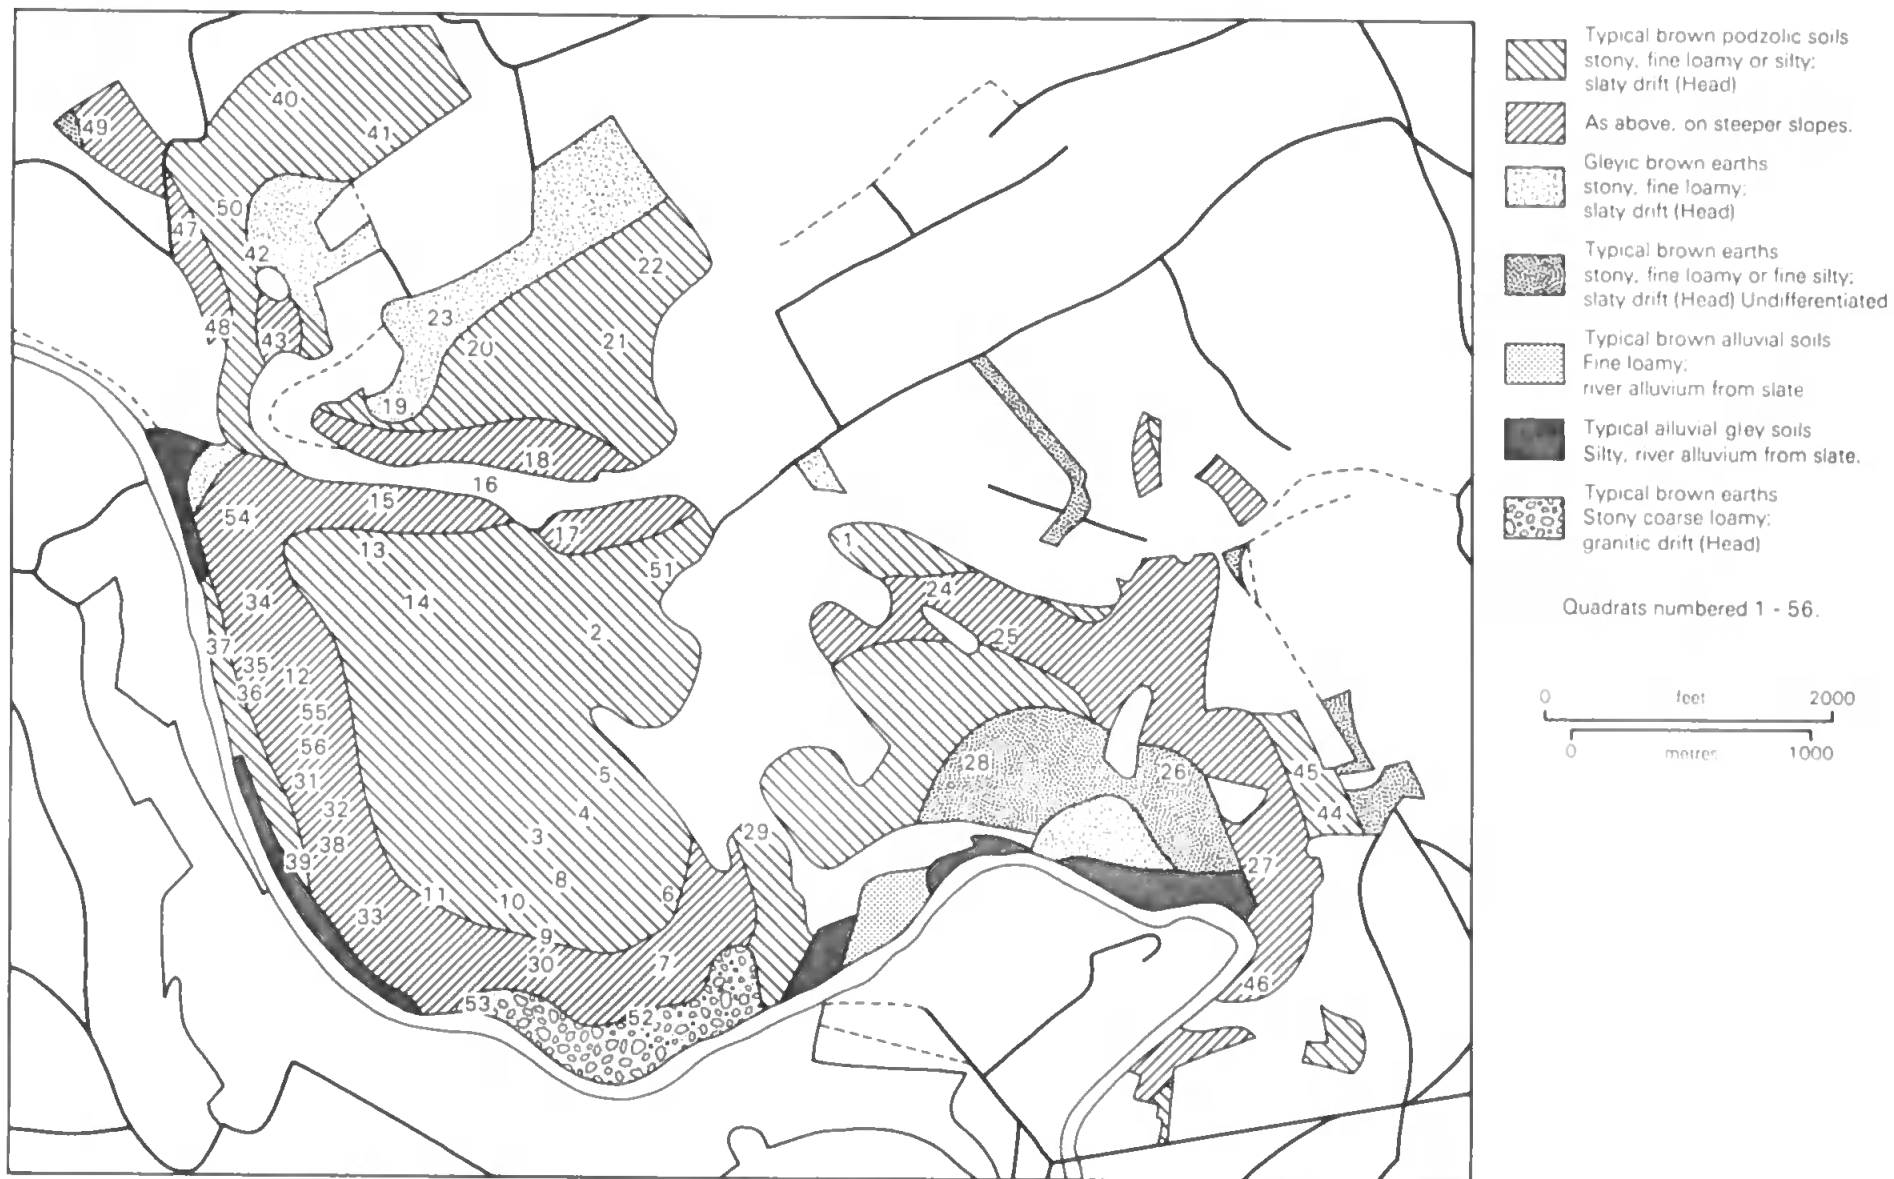 Typical brown podzolic soils
stony, fine loamy or silty;
slaty drift (Head)
As above, on steeper slopes.
Gleyic brown earths
stony, fine loamy;
slaty drift (Head)
Typical brown earths
stony, fine loamy or fine silty;
slaty drift (Head) Undifferentiated
Typical brown alluvial soils
Fine loamy;
river alluvium from slate
Typical alluvial gley soils
Silty, river alluvium from slate.
Typical brown earths
Stony coarse loamy;
granitic drift (Head)
Quadrats numbered 1 - 56.
0 feet 2000
0 metres 1000
40
49
41
50
47
42
22
23
48
43
20
21
19
18
16
15
54
17
13
1
51
14
24
34
2
25
37
35
12
36
55
56
28
26
45
31
5
32
4
44
3
29
38
39
27
8
6
11
10
33
9
30
7
46
53
52